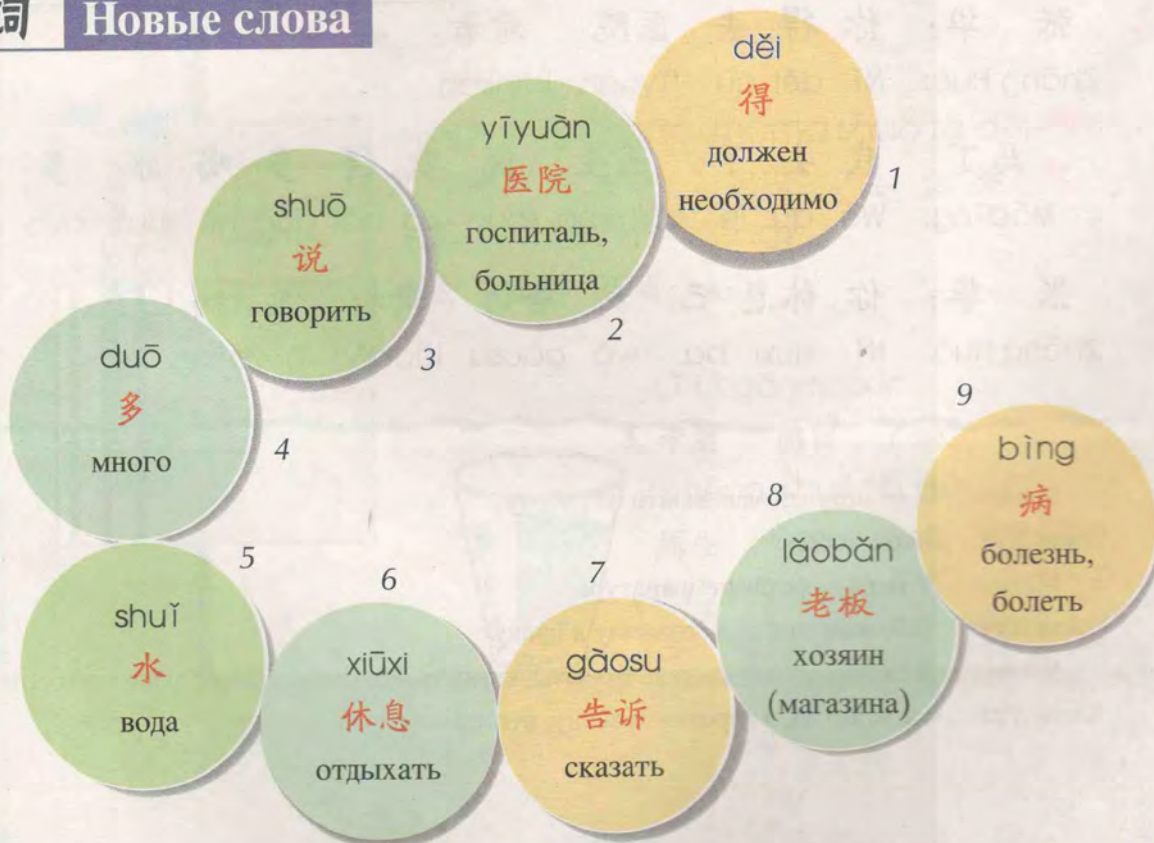 词 Новые слова
děi
得
должен
необходимо
1
yīyuàn
医院
госпиталь,
больница
2
shuō
说
говорить
3
duō
多
много
4
shuǐ
水
вода
5
xiūxi
休息
отдыхать
6
gàosu
告诉
сказать
7
lǎobǎn
老板
хозяин
(магазина)
8
bìng
病
болезнь,
болеть
9